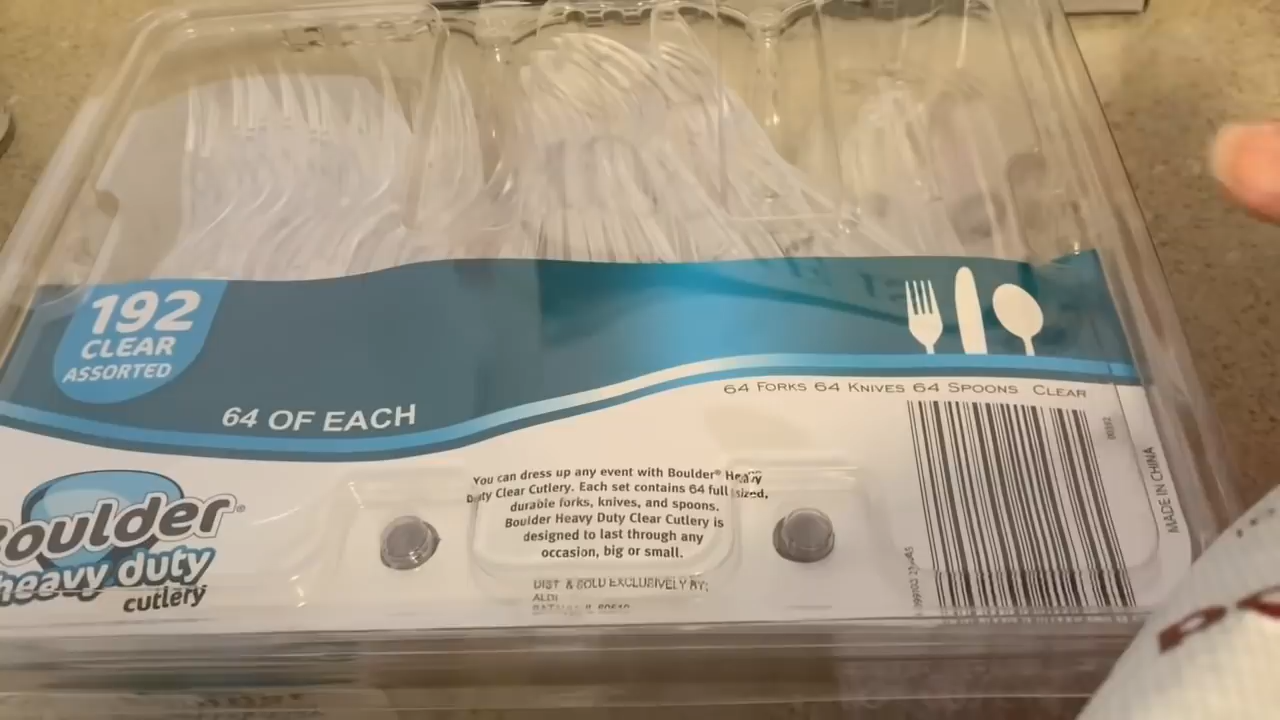 192
CLEAR
ASSORTED
64 OF EACH
64 FORKS 64 KNIVES 64 SPOONS CLEAR
MADE IN CHINA
Boulder®
heavy duty
cutlery
You can dress up any event with Boulder® Heavy
Duty Clear Cutlery. Each set contains 64 full sized,
durable forks, knives, and spoons.
Boulder Heavy Duty Clear Cutlery is
designed to last through any
occasion, big or small.
DIST & SOLD EXCLUSIVELY BY:
ALDI